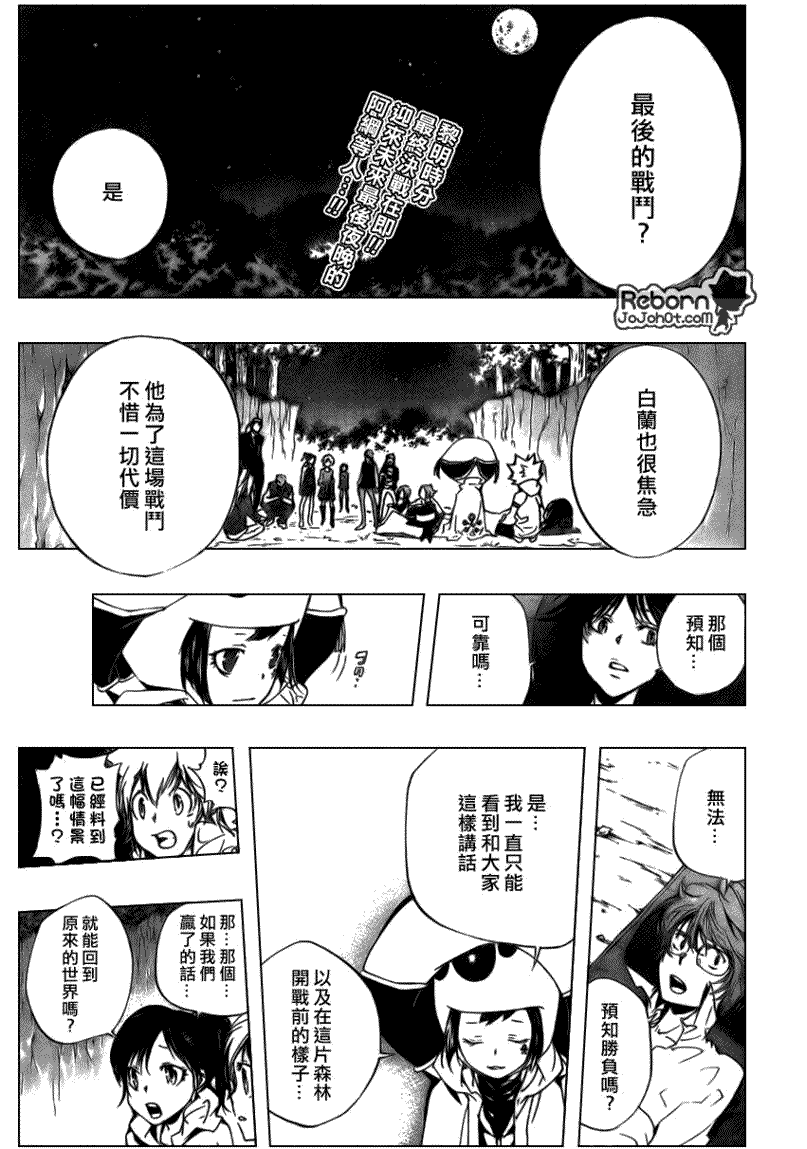 最後的戰鬥？
黎明時分
最終決戰在即!!
迎來未來最後夜晚的
阿綱等人…!!
是
Reborn
JoJoHot.com
白蘭也很焦急
他為了這場戰鬥
不惜一切代價
那個
預知…
可靠嗎…
コクン…
無法…
預知勝負嗎？
是…
我一直只能
看到和大家
這樣講話
以及在這片森林
開戰前的樣子…
誒？
已經料到
這幅情景
了嗎…？
那…那個…
如果我們
贏了的話…
就能回到
原來的世界嗎？